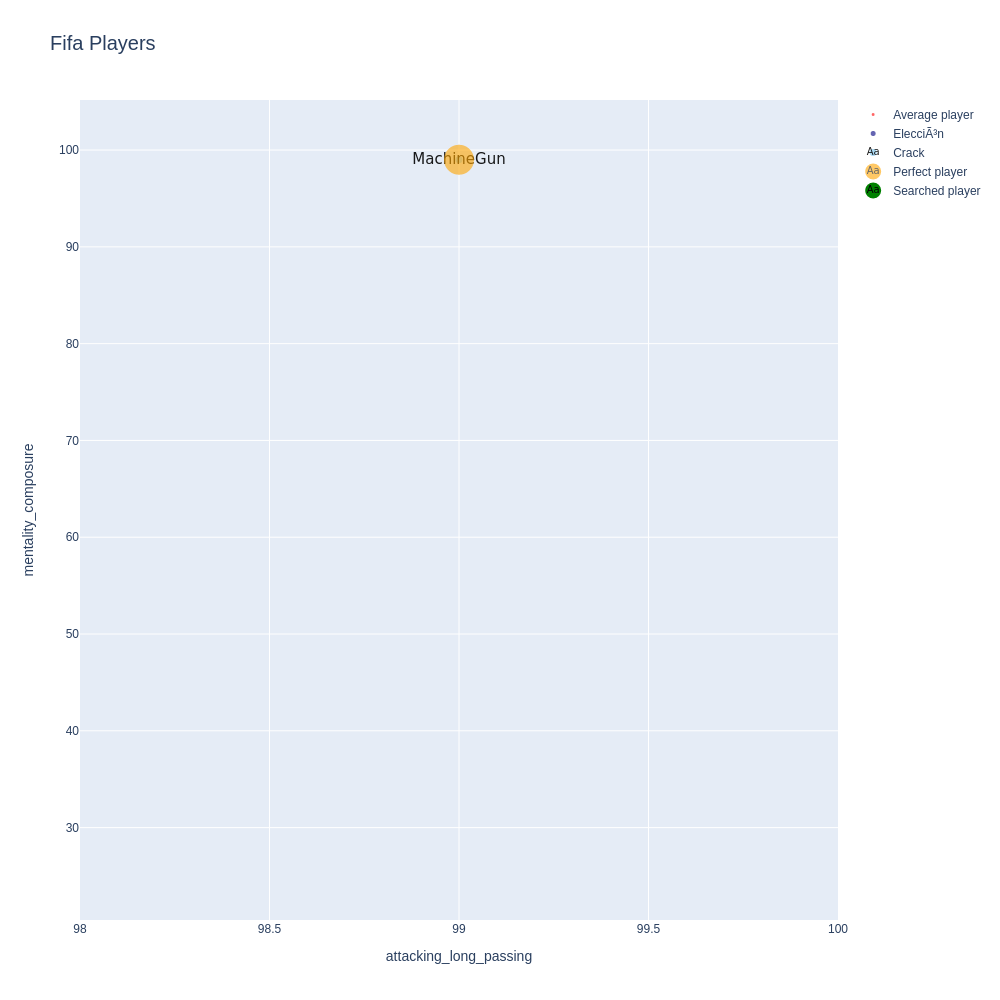 Fifa Players
Average player
ElecciÃ³n
Aa Crack
Aa Perfect player
Aa Searched player
MachineGun
100
90
80
70
60
50
40
30
mentality_composure
98 98.5 99 99.5 100
attacking_long_passing